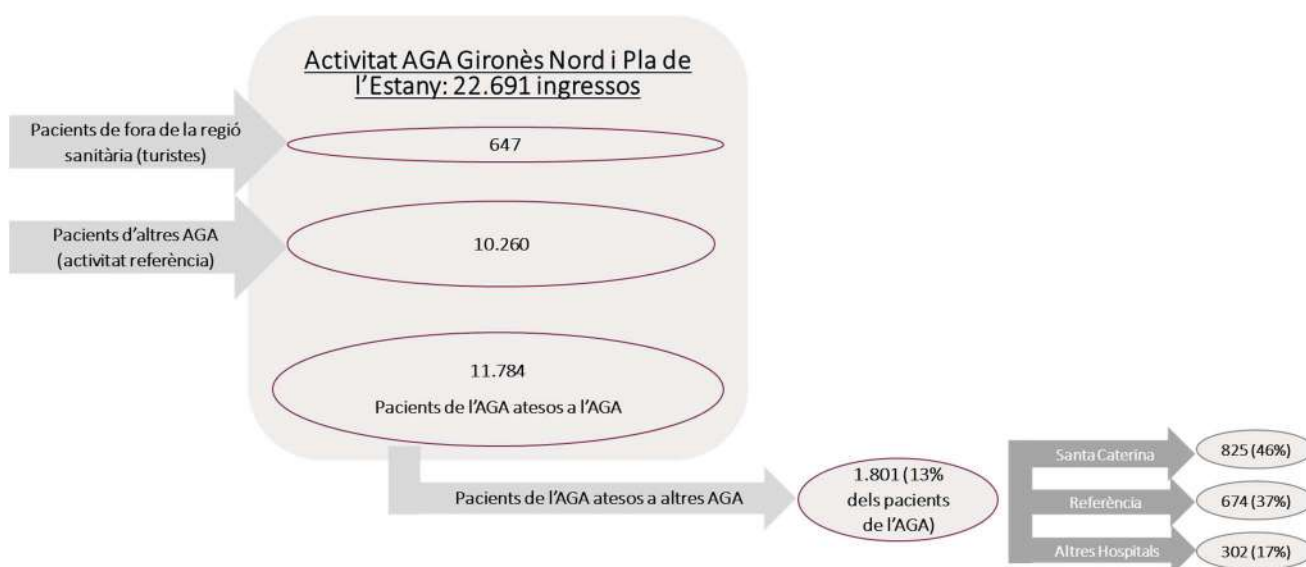 Activitat AGA Gironès Nord i Pla de
l'Estany: 22.691 ingressos
Pacients de fora de la regió
sanitària (turistes)
647
Pacients d'altres AGA
(activitat referència)
10.260
11.784
Pacients de l'AGA atesos a l'AGA
Pacients de l'AGA atesos a altres AGA
1.801 (13%
dels pacients
de l'AGA)
Santa Caterina
825 (46%)
Referència
674 (37%)
Altres Hospitals
302 (17%)